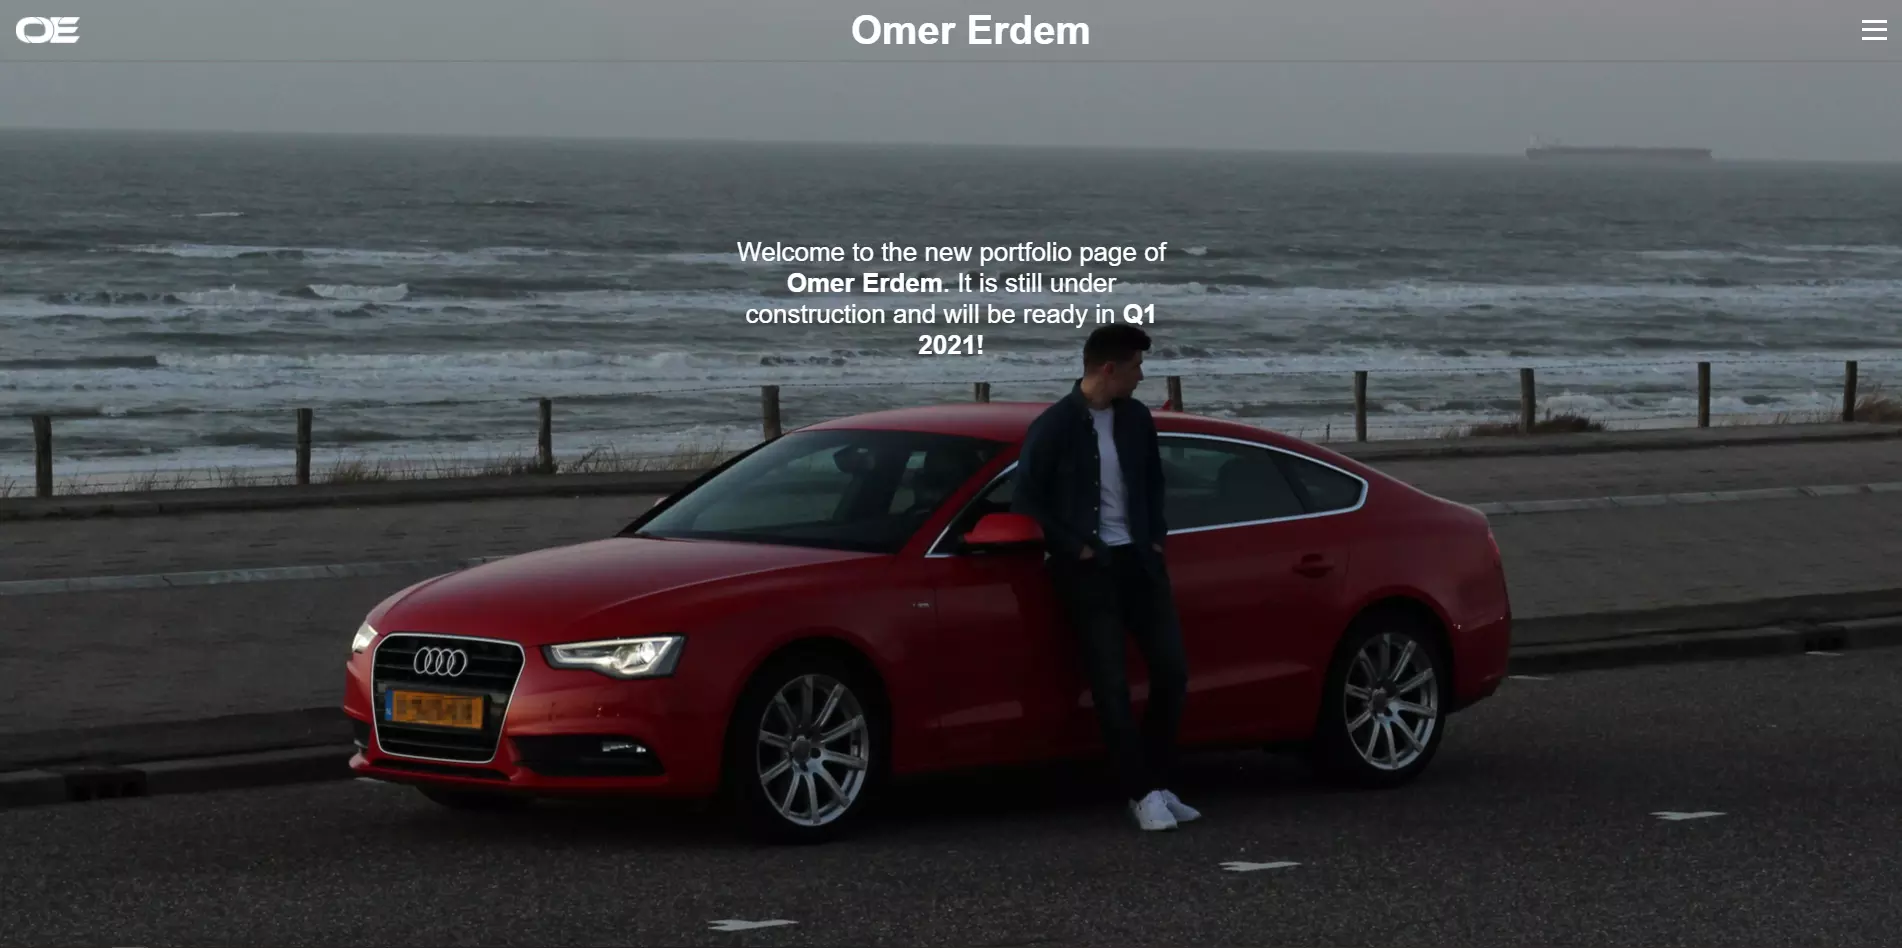 OE
Omer Erdem
Welcome to the new portfolio page of
Omer Erdem. It is still under
construction and will be ready in Q1
2021!